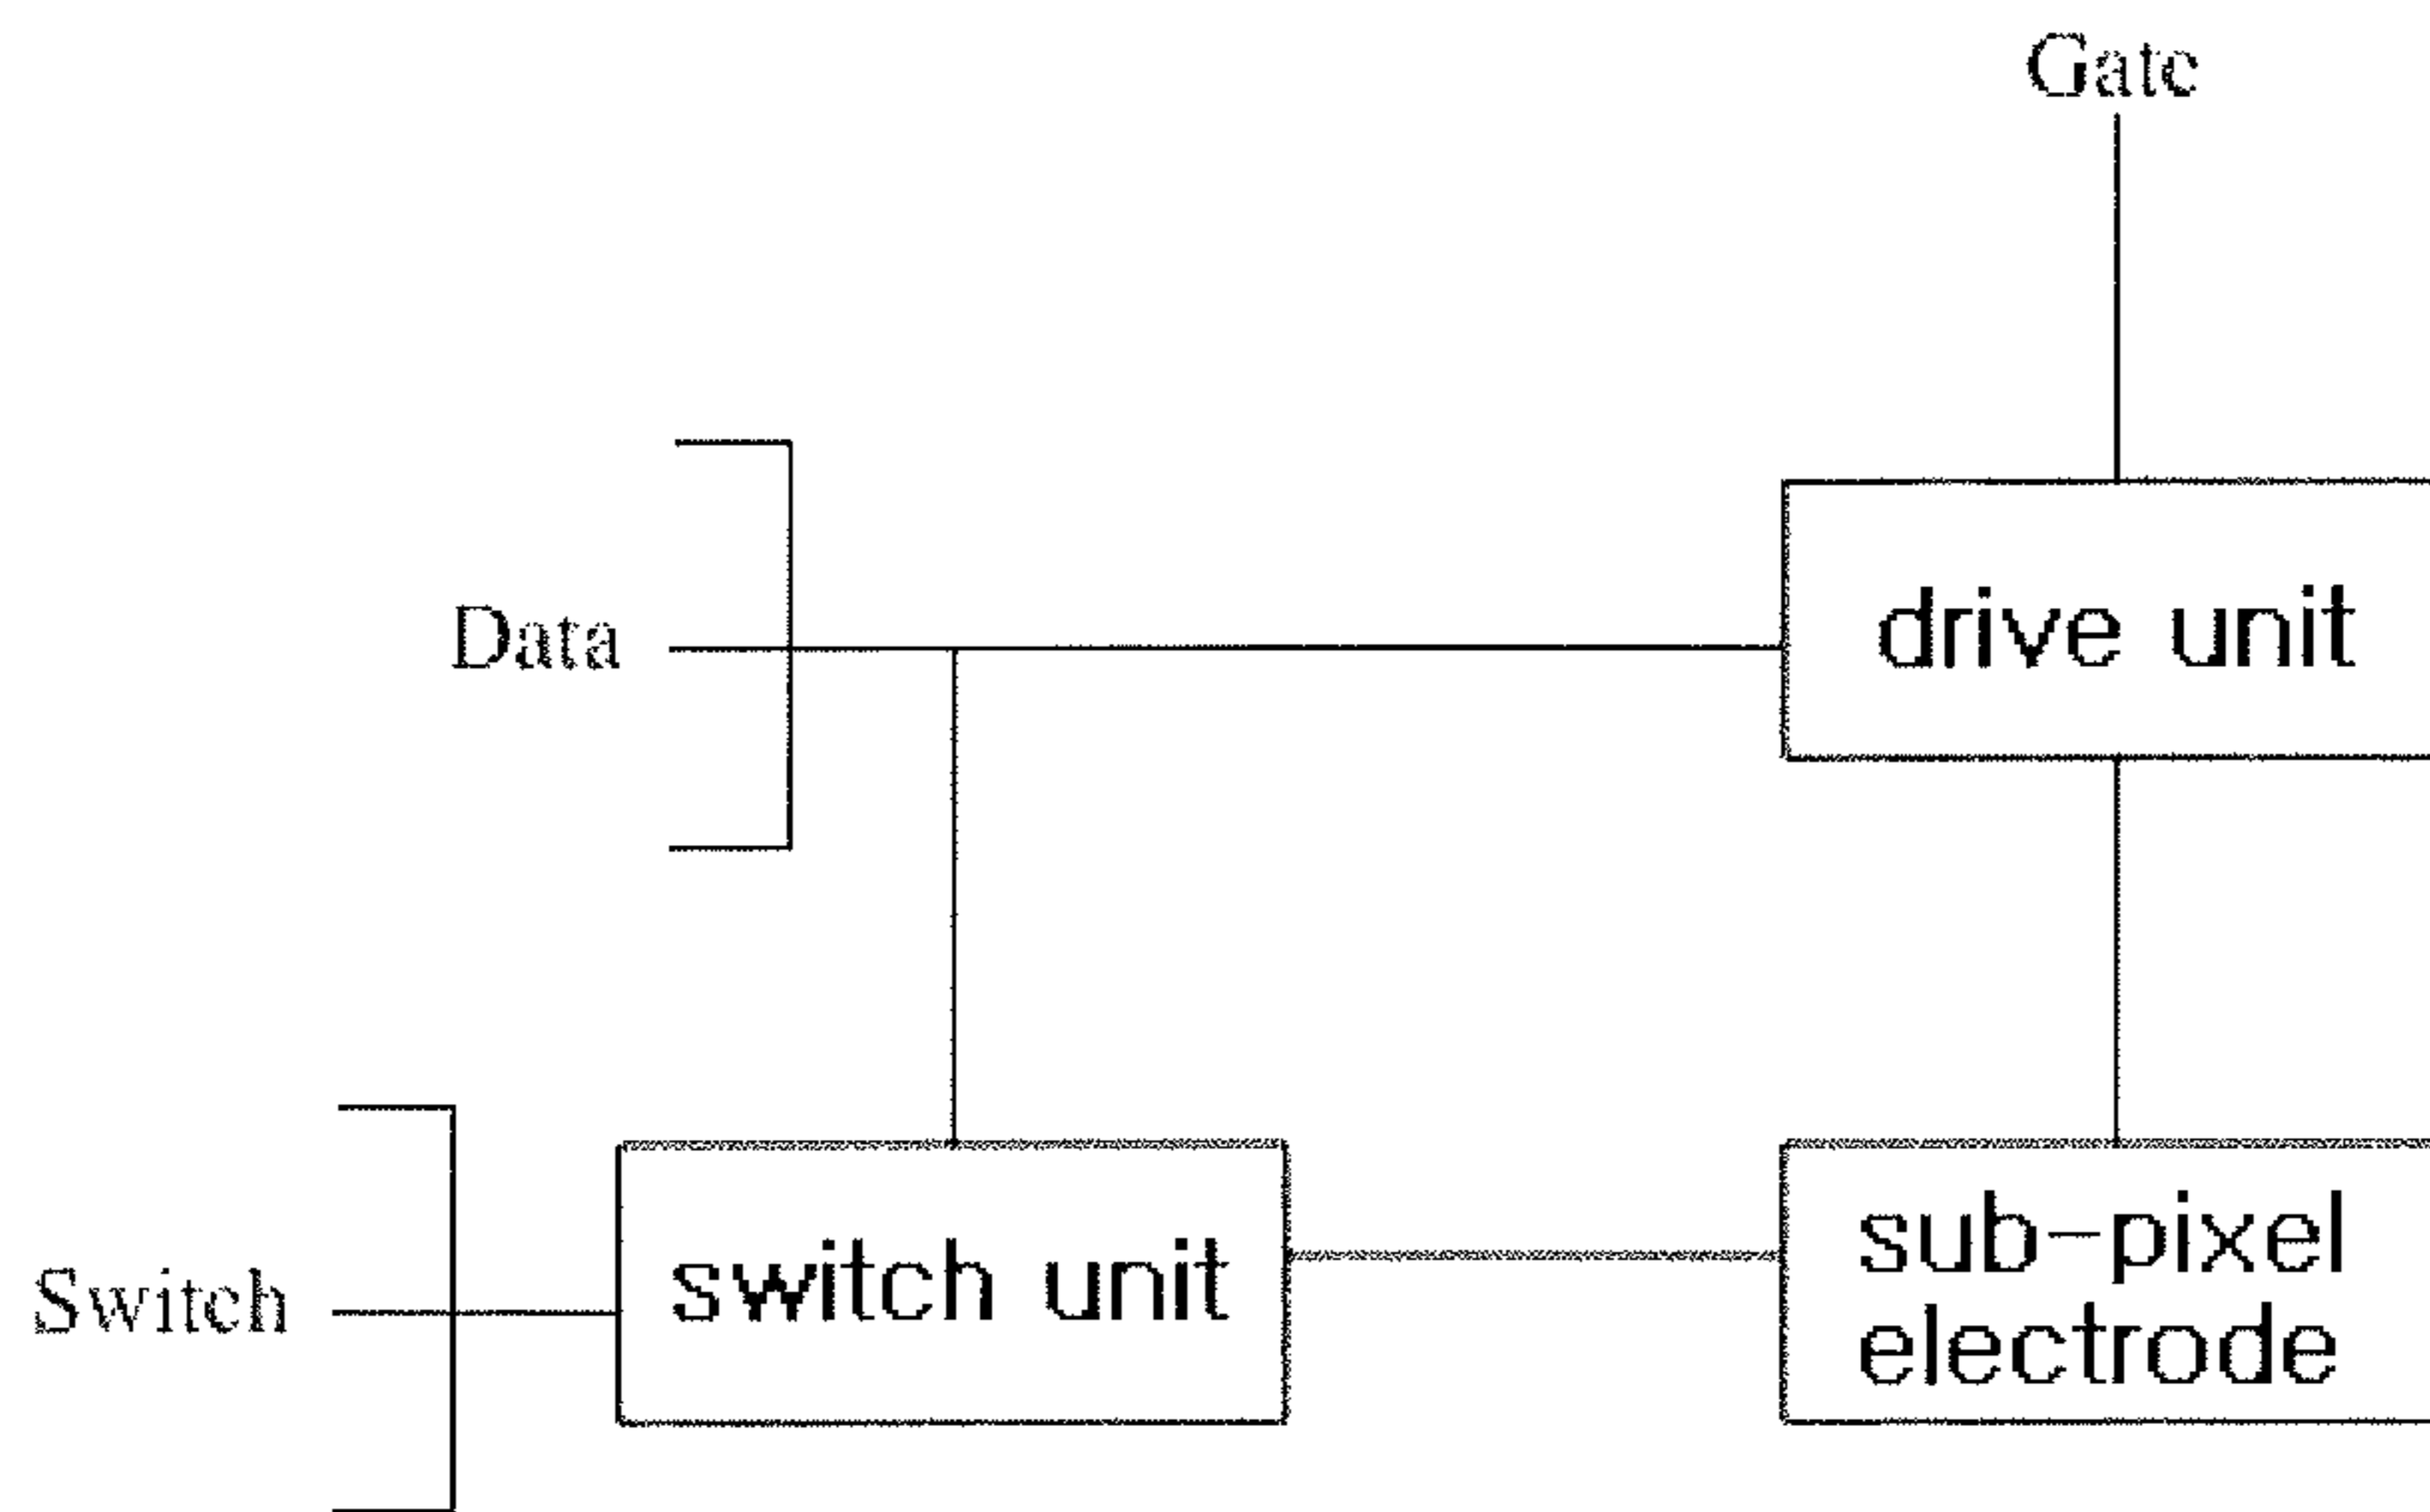 Gate
Data
drive unit
Switch
switch unit
sub-pixel
electrode